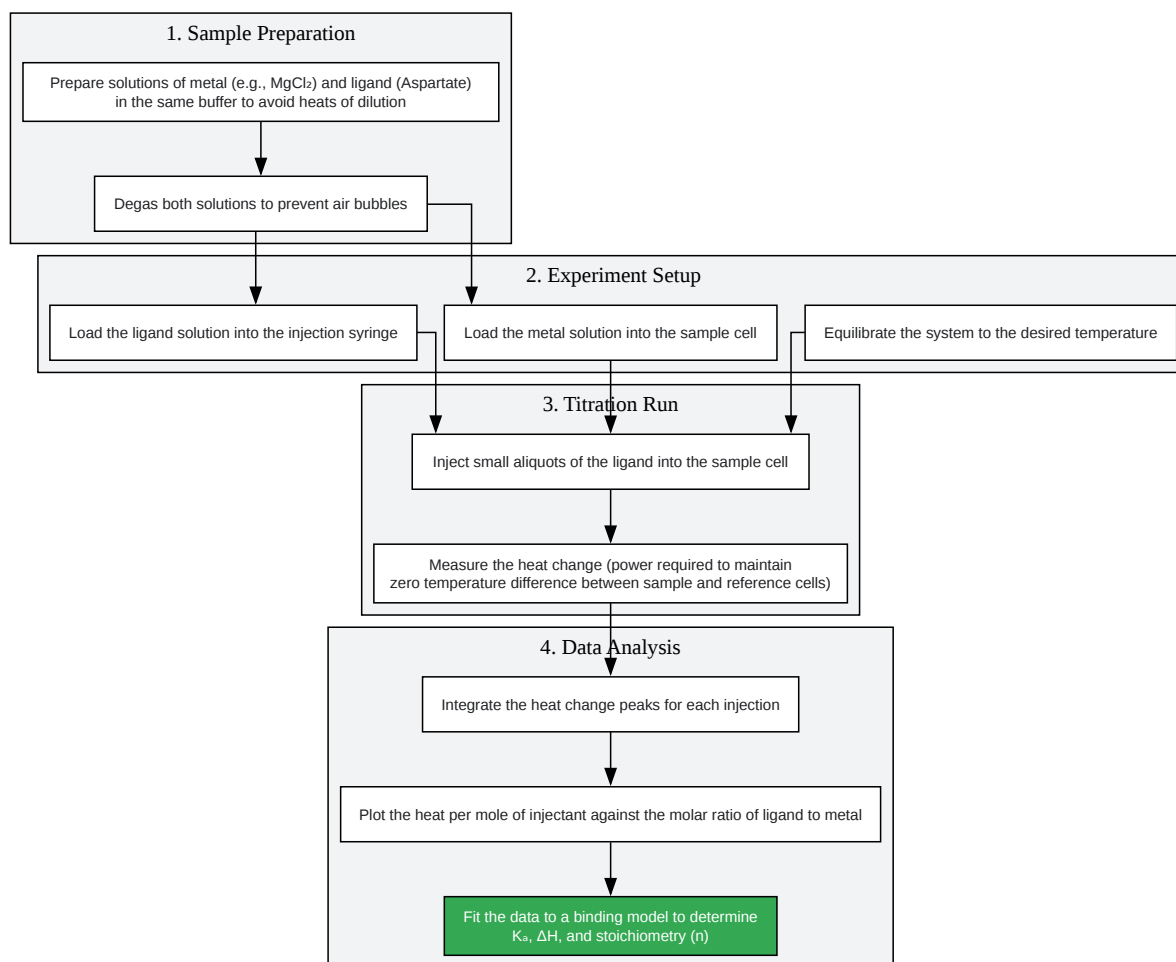 1. Sample Preparation
Prepare solutions of metal (e.g., MgCl₂) and ligand (Aspartate)
in the same buffer to avoid heats of dilution
Degas both solutions to prevent air bubbles
2. Experiment Setup
Load the ligand solution into the injection syringe
Load the metal solution into the sample cell
Equilibrate the system to the desired temperature
3. Titration Run
Inject small aliquots of the ligand into the sample cell
Measure the heat change (power required to maintain
zero temperature difference between sample and reference cells)
4. Data Analysis
Integrate the heat change peaks for each injection
Plot the heat per mole of injectant against the molar ratio of ligand to metal
Fit the data to a binding model to determine
Kₐ, ΔH, and stoichiometry (n)